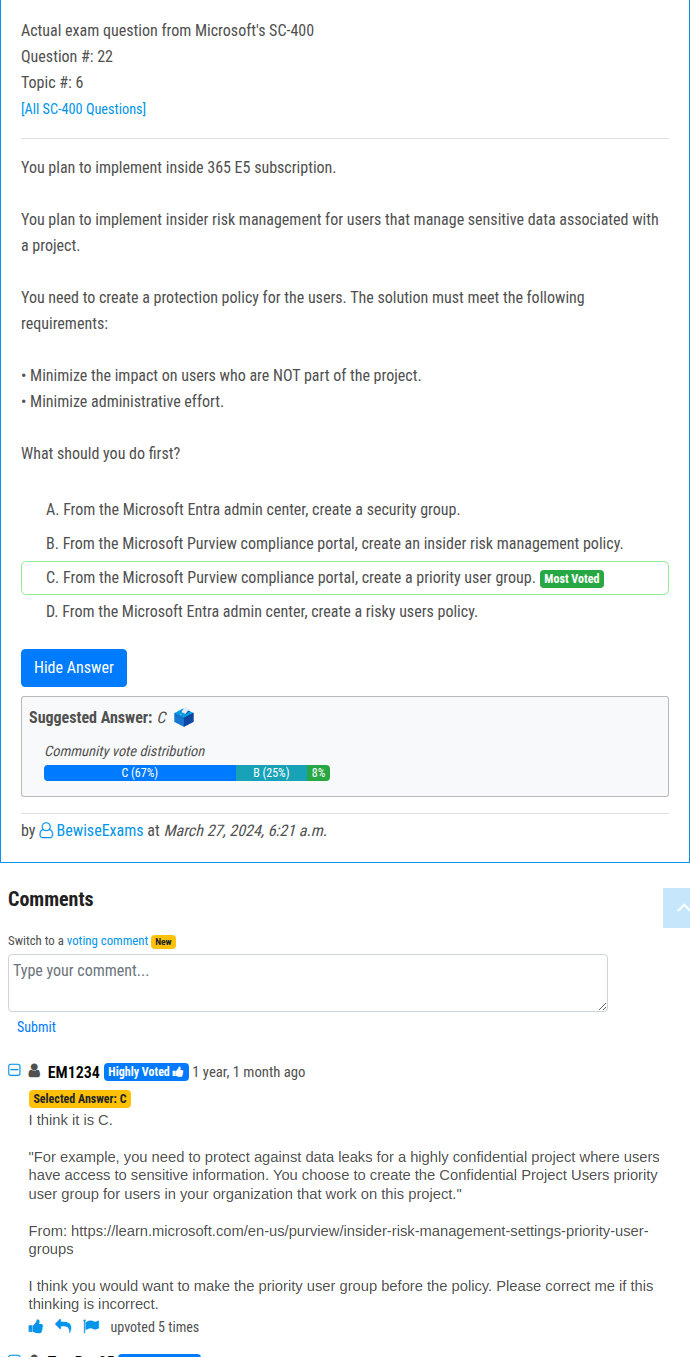 Actual exam question from Microsoft's SC-400
Question #: 22
Topic #: 6
[All SC-400 Questions]
You plan to implement inside 365 E5 subscription.
You plan to implement insider risk management for users that manage sensitive data associated with
a project.
You need to create a protection policy for the users. The solution must meet the following
requirements:
• Minimize the impact on users who are NOT part of the project.
• Minimize administrative effort.
What should you do first?
A. From the Microsoft Entra admin center, create a security group.
B. From the Microsoft Purview compliance portal, create an insider risk management policy.
C. From the Microsoft Purview compliance portal, create a priority user group. Most Voted
D. From the Microsoft Entra admin center, create a risky users policy.
Hide Answer
Suggested Answer: C
Community vote distribution
C (67%) B (25%) 8%
by BewiseExams at March 27, 2024, 6:21 a.m.
Comments
Switch to a voting comment New
Type your comment...
Submit
EM1234 Highly Voted 1 year, 1 month ago
Selected Answer: C
I think it is C.
"For example, you need to protect against data leaks for a highly confidential project where users
have access to sensitive information. You choose to create the Confidential Project Users priority
user group for users in your organization that work on this project."
From: https://learn.microsoft.com/en-us/purview/insider-risk-management-settings-priority-user-
groups
I think you would want to make the priority user group before the policy. Please correct me if this
thinking is incorrect.
upvoted 5 times